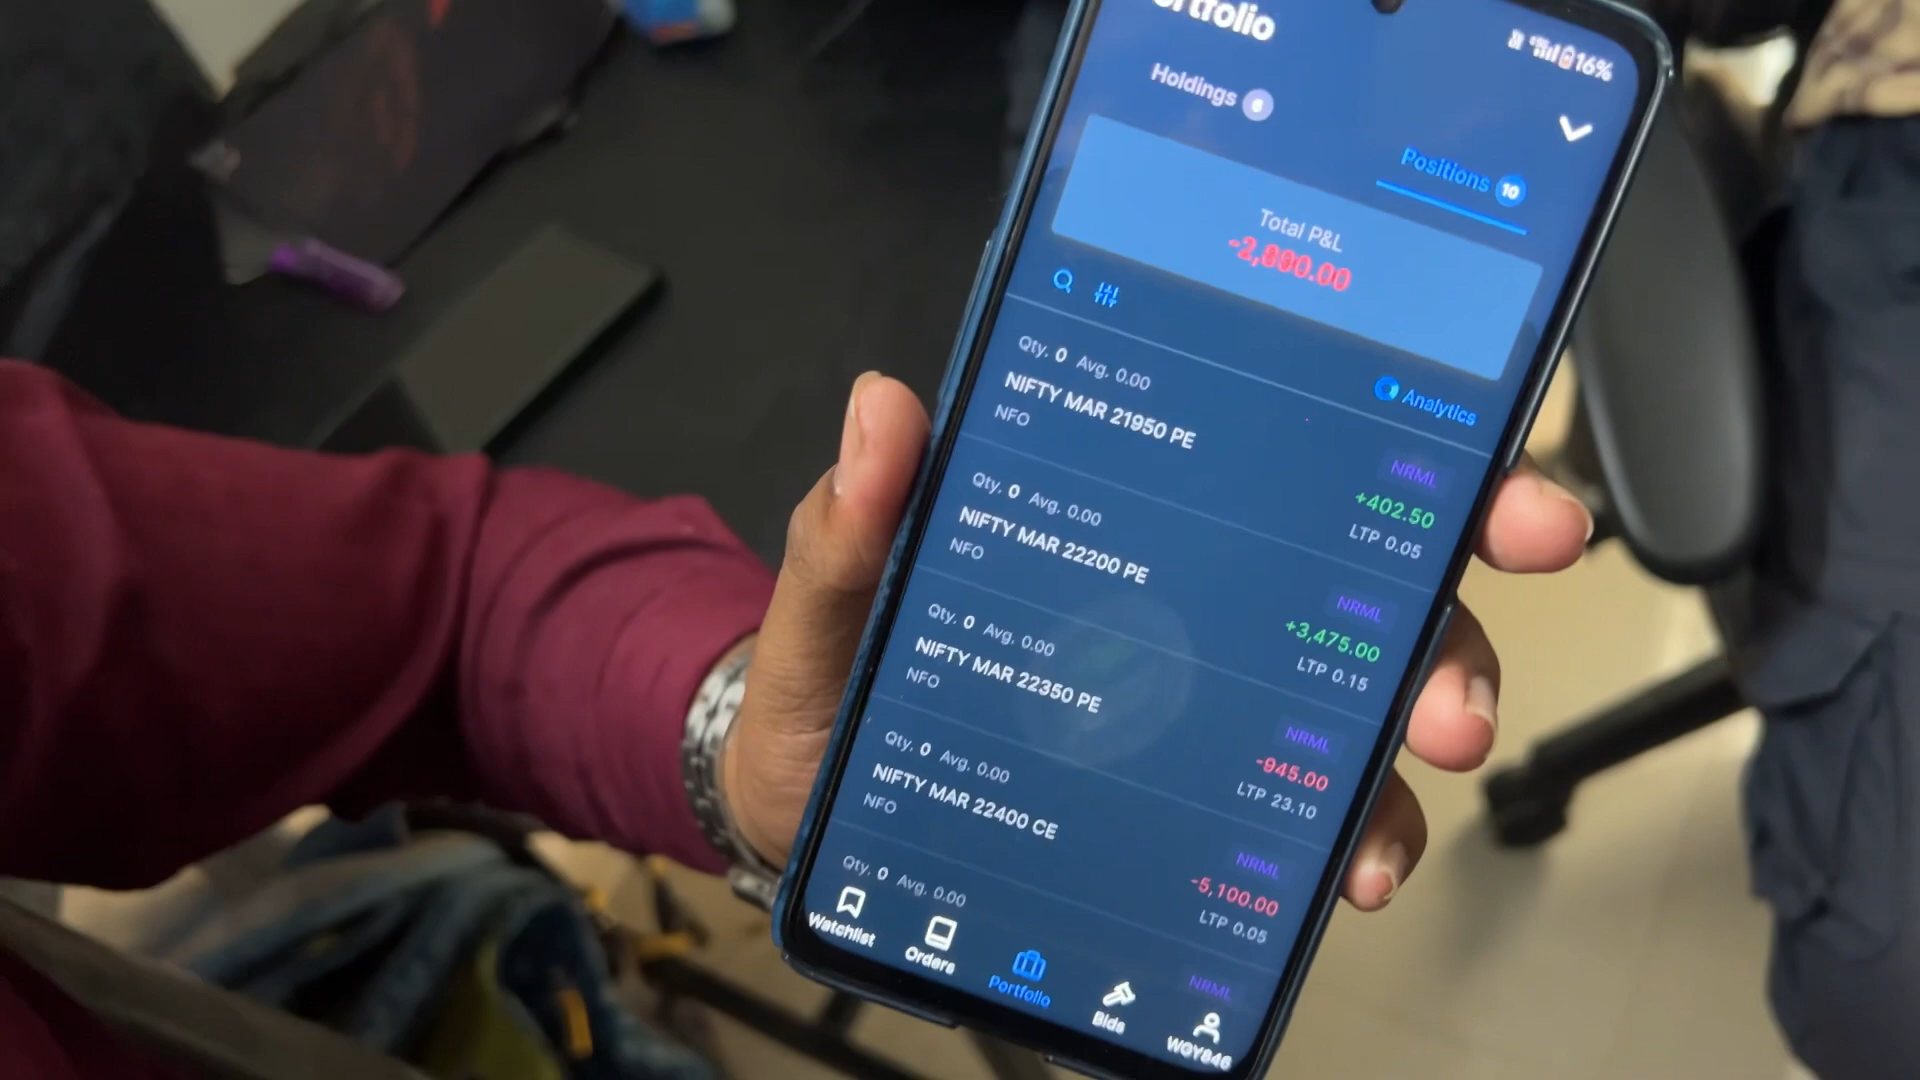 16%
Holdings 6
Positions 10
Total P&L
Analytics
Qty. 0 Avg. 0.00
NRML
NIFTY MAR 21950 PE
+402.50
NFO
LTP 0.05
Qty. 0 Avg. 0.00
NRML
NIFTY MAR 22200 PE
+3,475.00
NFO
LTP 0.15
Qty. 0 Avg. 0.00
NRML
NIFTY MAR 22350 PE
-945.00
NFO
LTP 23.10
Qty. 0 Avg. 0.00
NRML
NIFTY MAR 22400 CE
-5,100.00
NFO
LTP 0.05
Qty. 0 Avg. 0.00
NRML
Watchlist
Orders
Portfolio
Bids